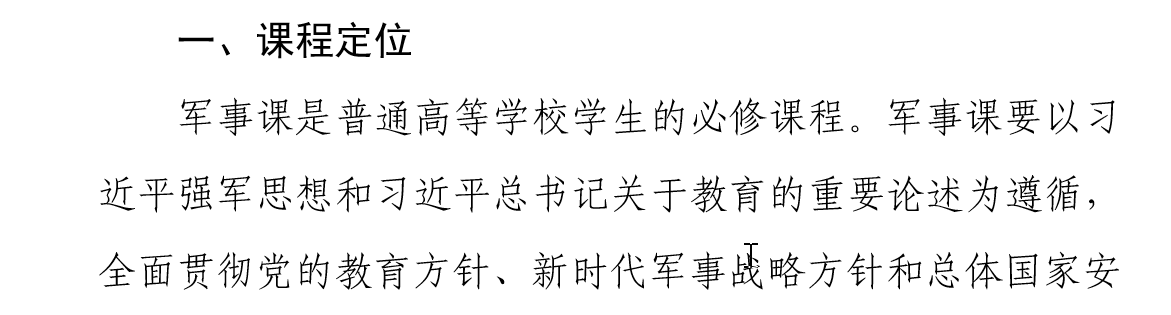 一、课程定位
军事课是普通高等学校学生的必修课程。军事课要以习
近平强军思想和习近平总书记关于教育的重要论述为遵循，
全面贯彻党的教育方针、新时代军事战略方针和总体国家安